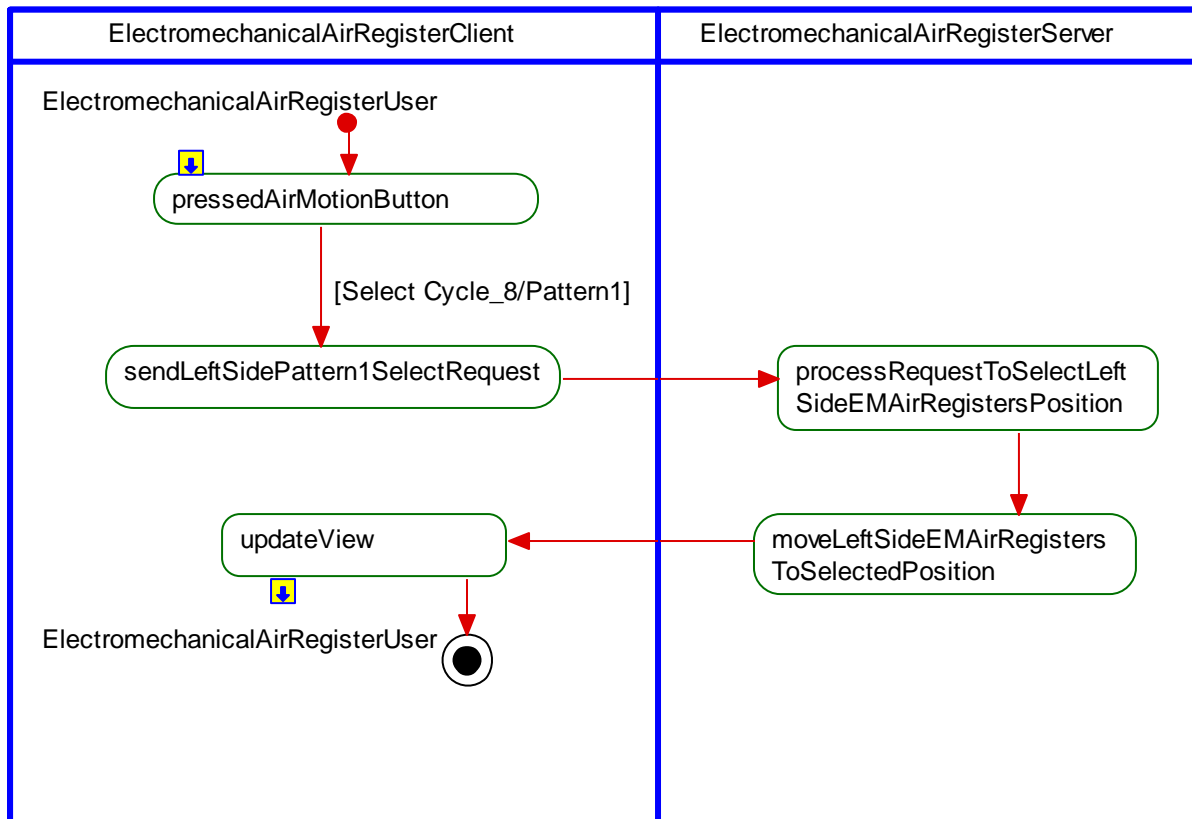 ElectromechanicalAirRegisterClient
ElectromechanicalAirRegisterServer
ElectromechanicalAirRegisterUser
pressedAirMotionButton
[Select Cycle_8/Pattern1]
sendLeftSidePattern1SelectRequest
processRequestToSelectLeft
SideEMAirRegistersPosition
updateView
moveLeftSideEMAirRegisters
ToSelectedPosition
ElectromechanicalAirRegisterUser